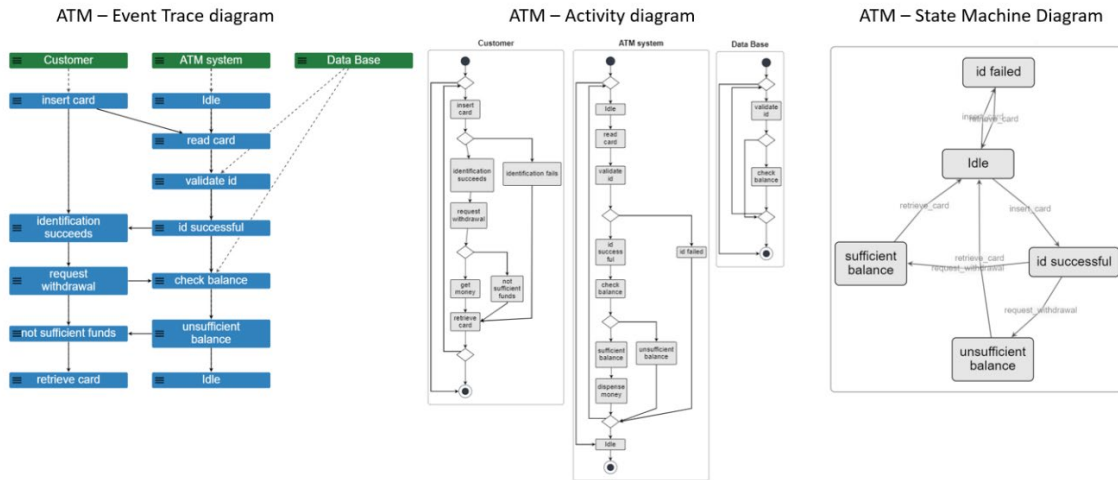 ATM – Event Trace diagram
Customer
ATM system
Data Base
insert card
Idle
read card
validate id
identification
succeeds
id successful
request
withdrawal
check balance
not sufficient funds
unsufficient
balance
retrieve card
Idle
ATM – Activity diagram
Customer
insert
card
identification
succeeds
identification fails
request
withdrawal
get
money
not
sufficient
funds
retrieve
card
ATM system
Idle
read
card
validate
id
id
success
ful
id failed
check
balance
sufficient
balance
unsufficient
balance
dispense
money
Idle
Data Base
validate
id
check
balance
ATM – State Machine Diagram
id failed
insert_card
retrieve_card
Idle
retrieve_card
insert_card
sufficient
balance
retrieve_card
request_withdrawal
id successful
request_withdrawal
unsufficient
balance